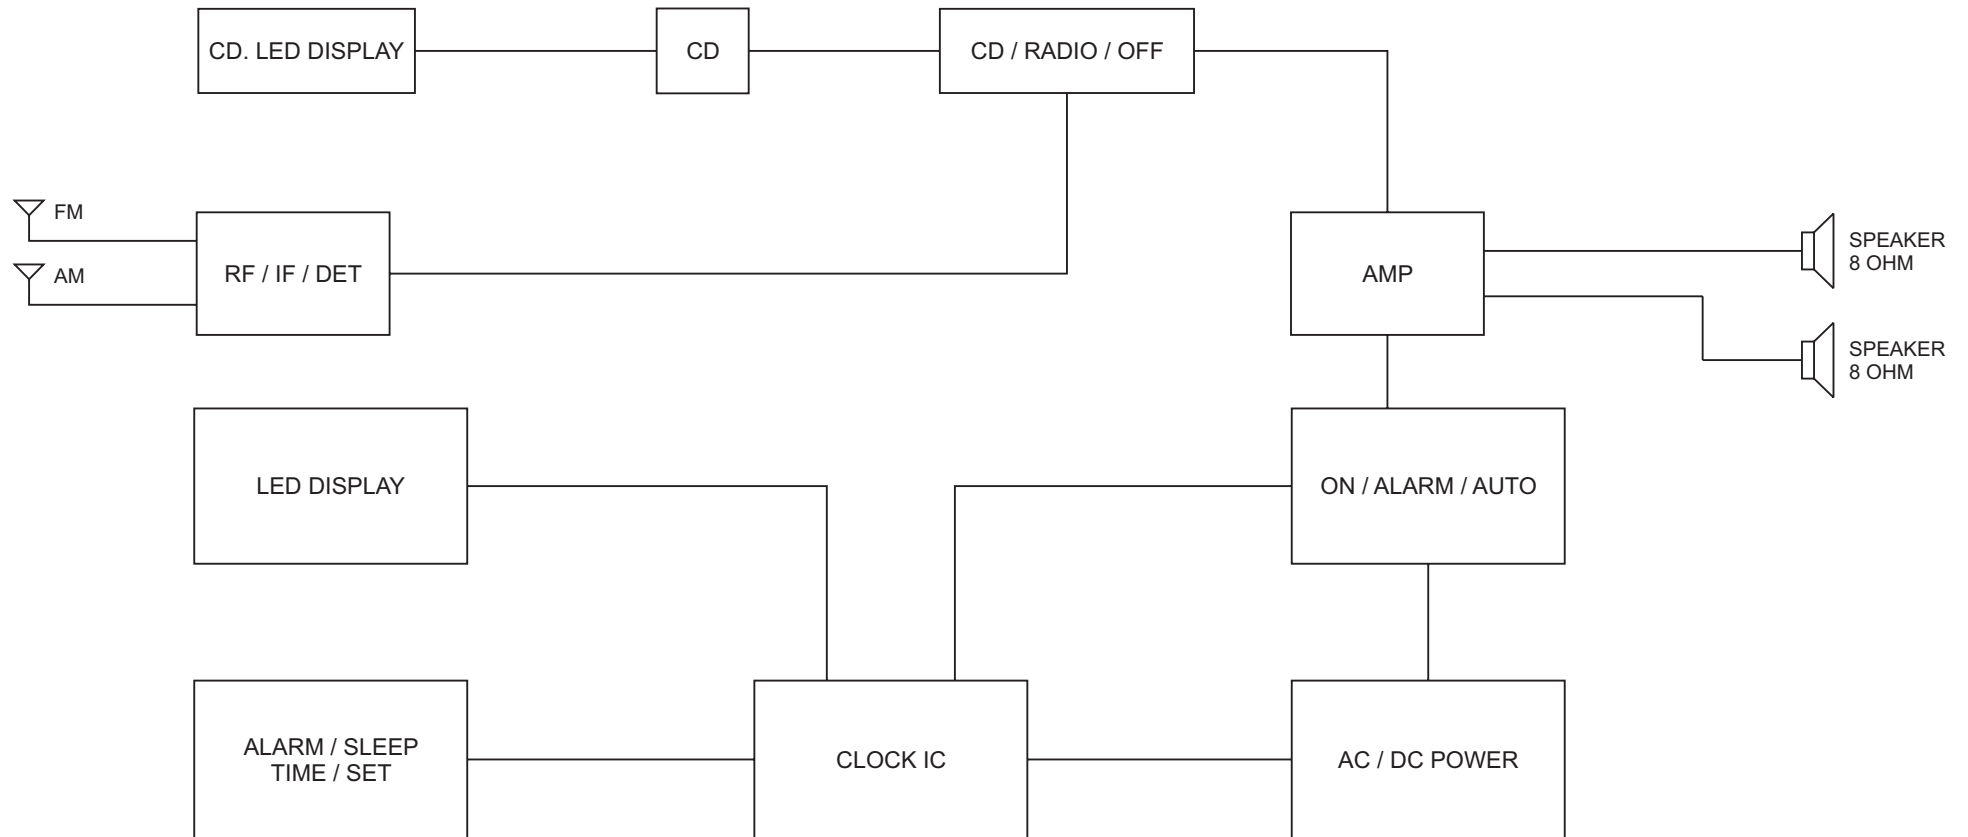 CD. LED DISPLAY
CD
CD / RADIO / OFF
FM
AM
RF / IF / DET
AMP
SPEAKER
8 OHM
SPEAKER
8 OHM
LED DISPLAY
ON / ALARM / AUTO
ALARM / SLEEP
TIME / SET
CLOCK IC
AC / DC POWER